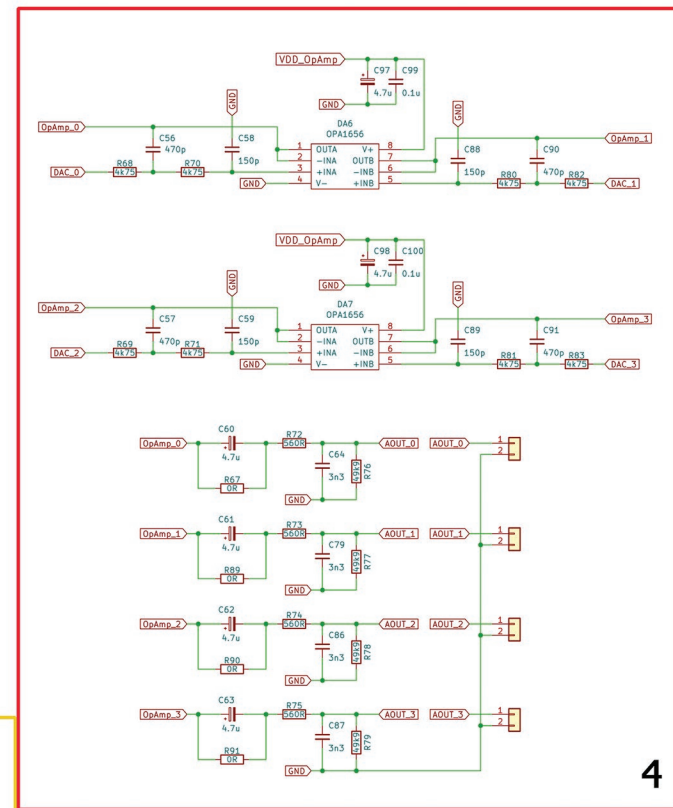 VDD_OpAmp
C97
4.7u
C99
0.1u
GND
GND
GND
DA6
OPA1656
OpAmp_0
OpAmp_1
C56
470p
C58
150p
1 OUTA V+ 8
2 -INA OUTB 7
3 +INA -INB 6
4 V- +INB 5
C88
150p
C90
470p
DAC_0
R68
4k75
R70
4k75
GND
R80
4k75
R82
4k75
DAC_1
VDD_OpAmp
C98
4.7u
C100
0.1u
GND
GND
GND
DA7
OPA1656
OpAmp_2
OpAmp_3
C57
470p
C59
150p
1 OUTA V+ 8
2 -INA OUTB 7
3 +INA -INB 6
4 V- +INB 5
C89
150p
C91
470p
DAC_2
R69
4k75
R71
4k75
GND
R81
4k75
R83
4k75
DAC_3
OpAmp_0
C60
4.7u
R67
0R
R72
560R
C64
3n3
49k9
R76
GND
AOUT_0
AOUT_0
1
2
OpAmp_1
C61
4.7u
R89
0R
R73
560R
C79
3n3
49k9
R77
GND
AOUT_1
AOUT_1
1
2
OpAmp_2
C62
4.7u
R90
0R
R74
560R
C86
3n3
49k9
R78
GND
AOUT_2
AOUT_2
1
2
OpAmp_3
C63
4.7u
R91
0R
R75
560R
C87
3n3
49k9
R79
GND
AOUT_3
AOUT_3
1
2
4